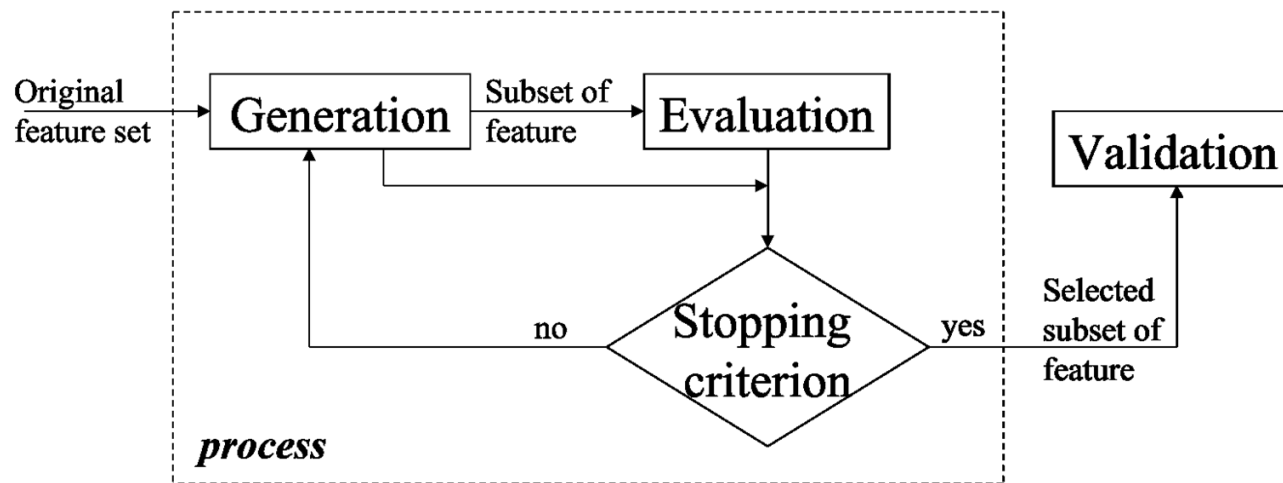 Original
feature set
Generation
Subset of
feature
Evaluation
Validation
no
Stopping
criterion
yes
Selected
subset of
feature
process